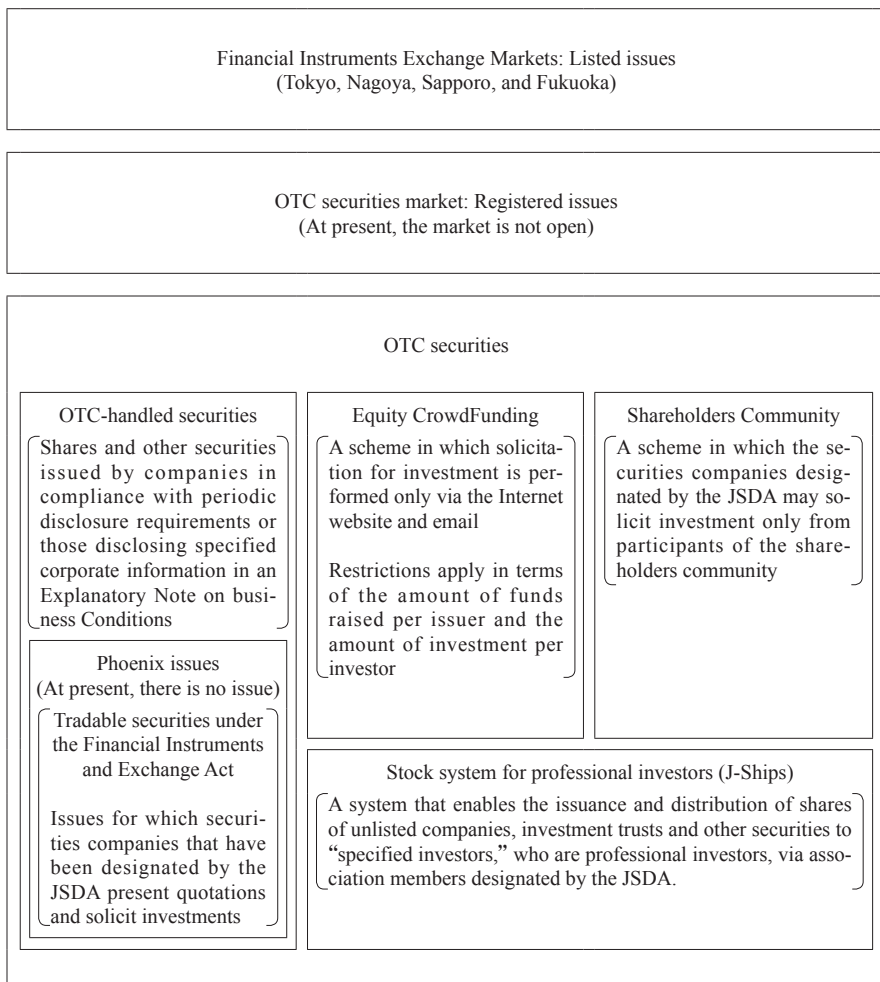 Financial Instruments Exchange Markets: Listed issues
(Tokyo, Nagoya, Sapporo, and Fukuoka)
OTC securities market: Registered issues
(At present, the market is not open)
OTC securities
OTC-handled securities
Shares and other securities
issued by companies in
compliance with periodic
disclosure requirements or
those disclosing specified
corporate information in an
Explanatory Note on busi-
ness Conditions
Phoenix issues
(At present, there is no issue)
Tradable securities under
the Financial Instruments
and Exchange Act
Issues for which securi-
ties companies that have
been designated by the
JSDA present quotations
and solicit investments
Equity CrowdFunding
A scheme in which solicita-
tion for investment is per-
formed only via the Internet
website and email
Restrictions apply in terms
of the amount of funds
raised per issuer and the
amount of investment per
investor
Shareholders Community
A scheme in which the se-
curities companies desig-
nated by the JSDA may so-
licit investment only from
participants of the share-
holders community
Stock system for professional investors (J-Ships)
A system that enables the issuance and distribution of shares
of unlisted companies, investment trusts and other securities to
“specified investors,” who are professional investors, via asso-
ciation members designated by the JSDA.